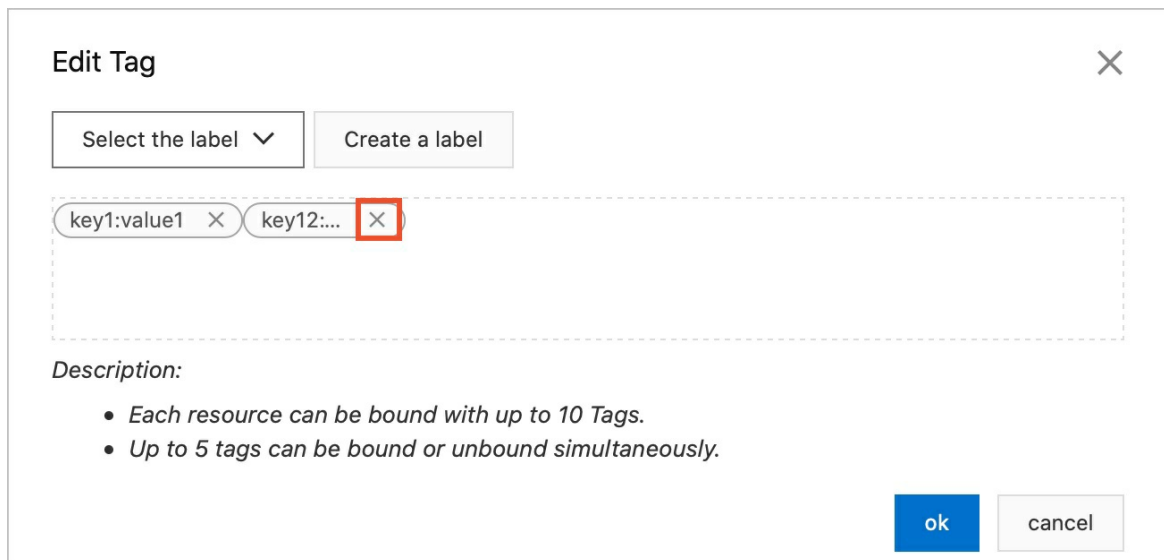 Edit Tag
Select the label Create a label
key1:value1 key12:...
Description:
• Each resource can be bound with up to 10 Tags.
• Up to 5 tags can be bound or unbound simultaneously.
ok cancel